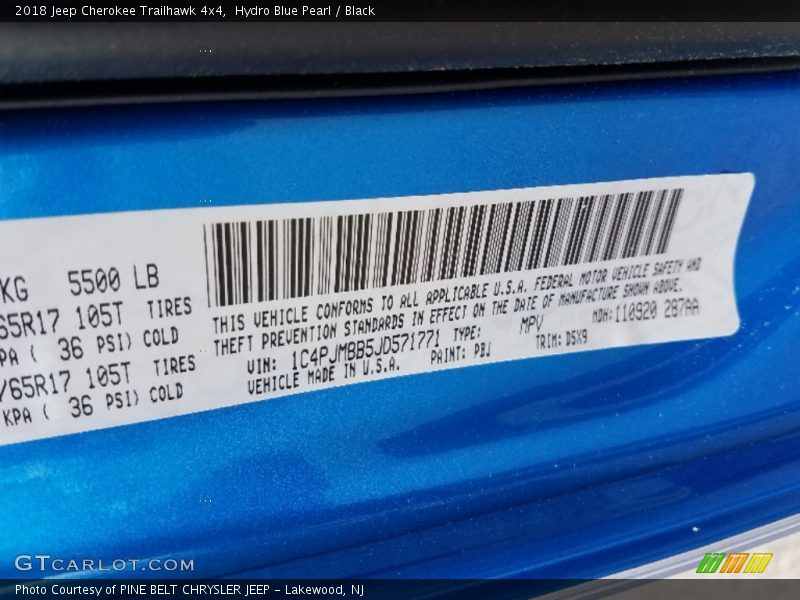 2018 Jeep Cherokee Trailhawk 4x4,  Hydro Blue Pearl / Black
KG 5500 LB
65R17 105T TIRES
KPA ( 36 PSI) COLD
/65R17 105T TIRES
KPA ( 36 PSI) COLD
THIS VEHICLE CONFORMS TO ALL APPLICABLE U.S.A. FEDERAL MOTOR VEHICLE SAFETY AND
THEFT PREVENTION STANDARDS IN EFFECT ON THE DATE OF MANUFACTURE SHOWN ABOVE.
VIN: 1C4PJMBB5JD571771 TYPE: MPV MDH:110920 287AA
VEHICLE MADE IN U.S.A. PAINT: PBJ TRIM: D5X9
GTCARLOT.COM
Photo Courtesy of PINE BELT CHRYSLER JEEP - Lakewood, NJ